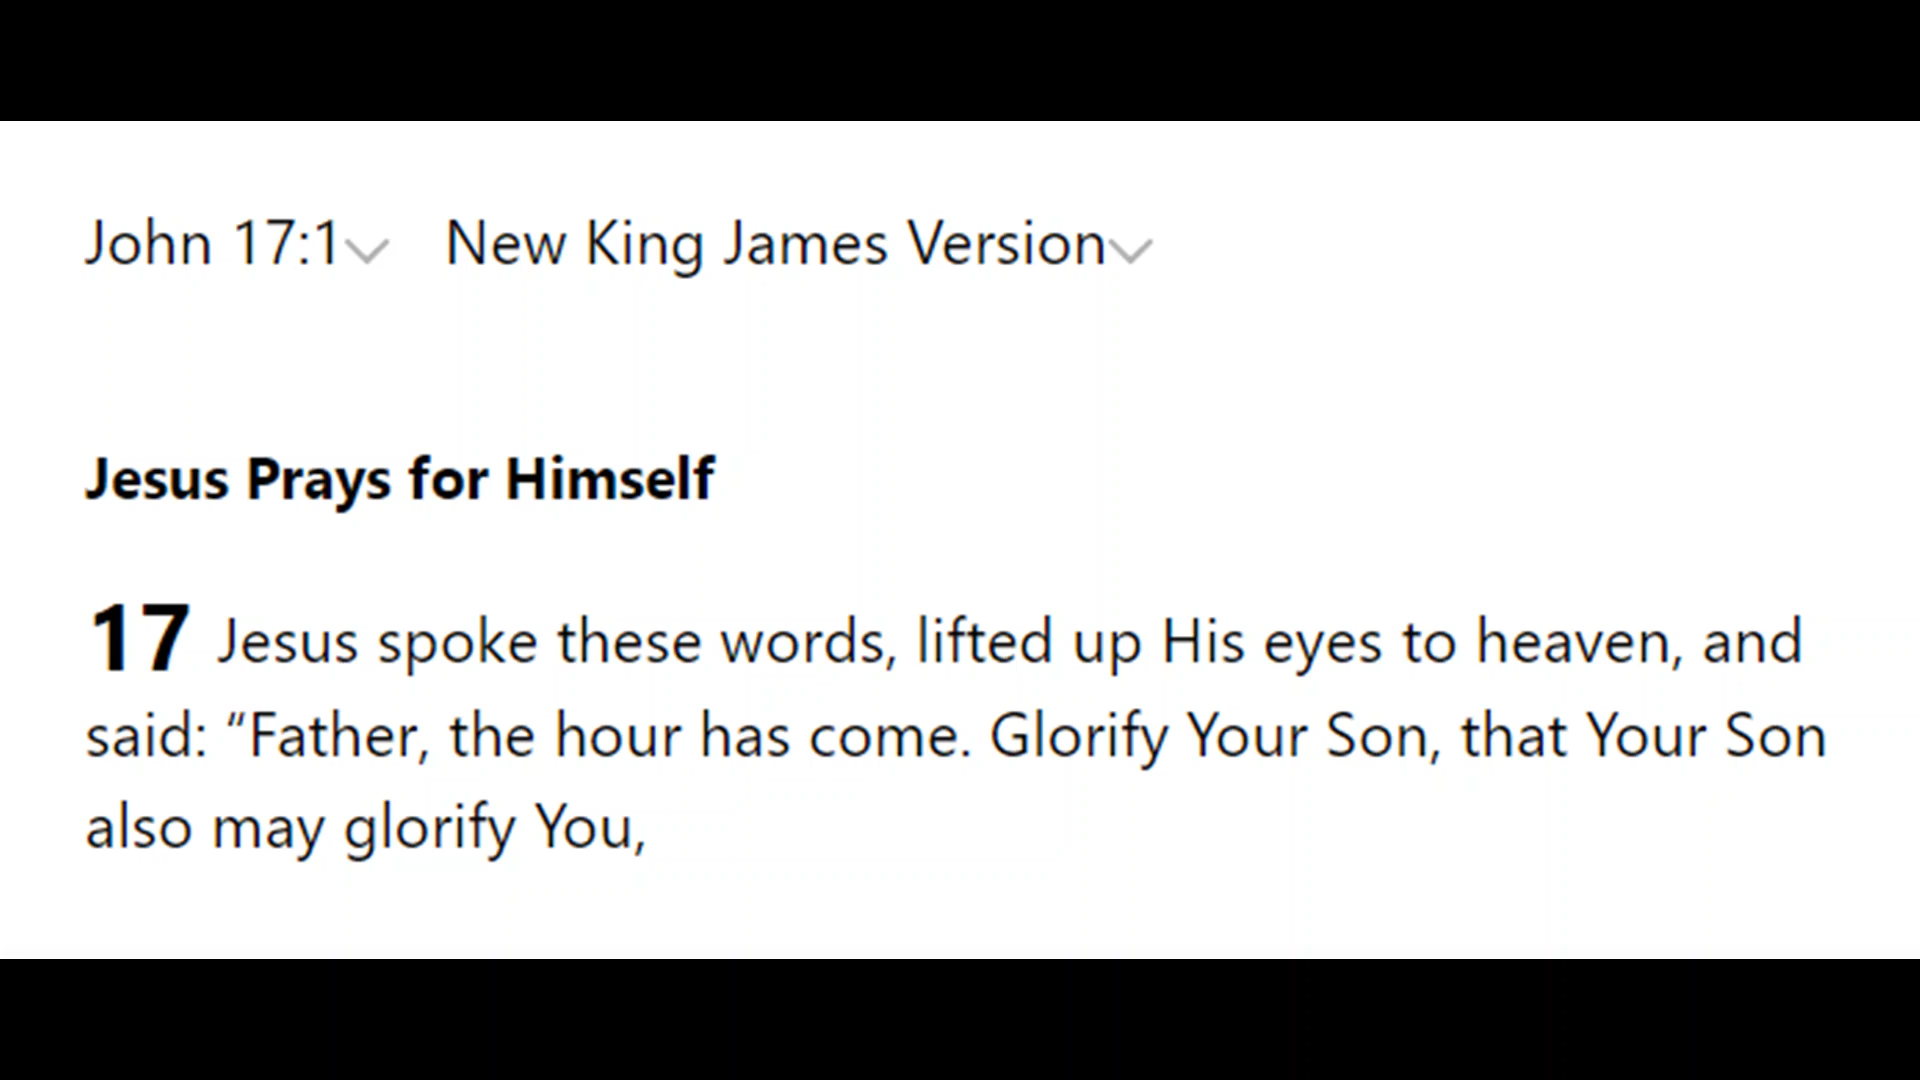 John 17:1 New King James Version
Jesus Prays for Himself
17 Jesus spoke these words, lifted up His eyes to heaven, and
said: “Father, the hour has come. Glorify Your Son, that Your Son
also may glorify You,